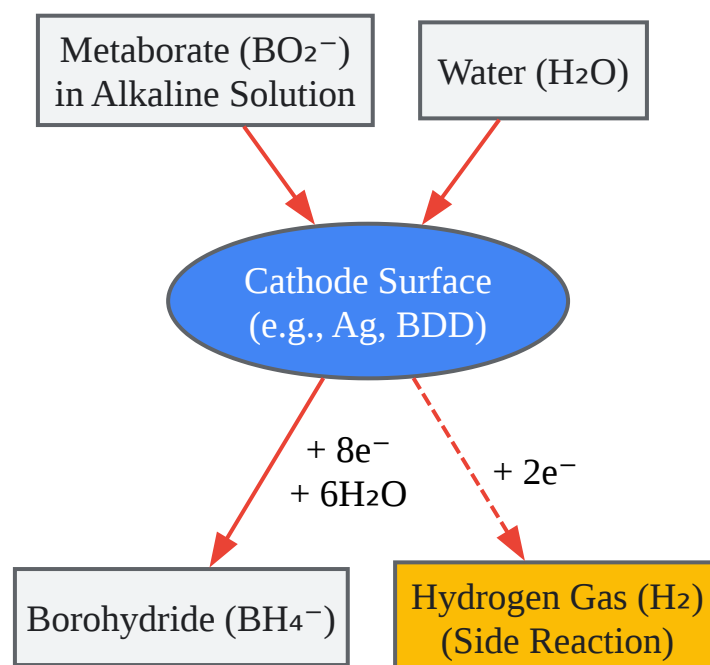 Metaborate (BO₂⁻)
in Alkaline Solution
Water (H₂O)
Cathode Surface
(e.g., Ag, BDD)
+ 8e⁻
+ 6H₂O
+ 2e⁻
Borohydride (BH₄⁻)
Hydrogen Gas (H₂)
(Side Reaction)